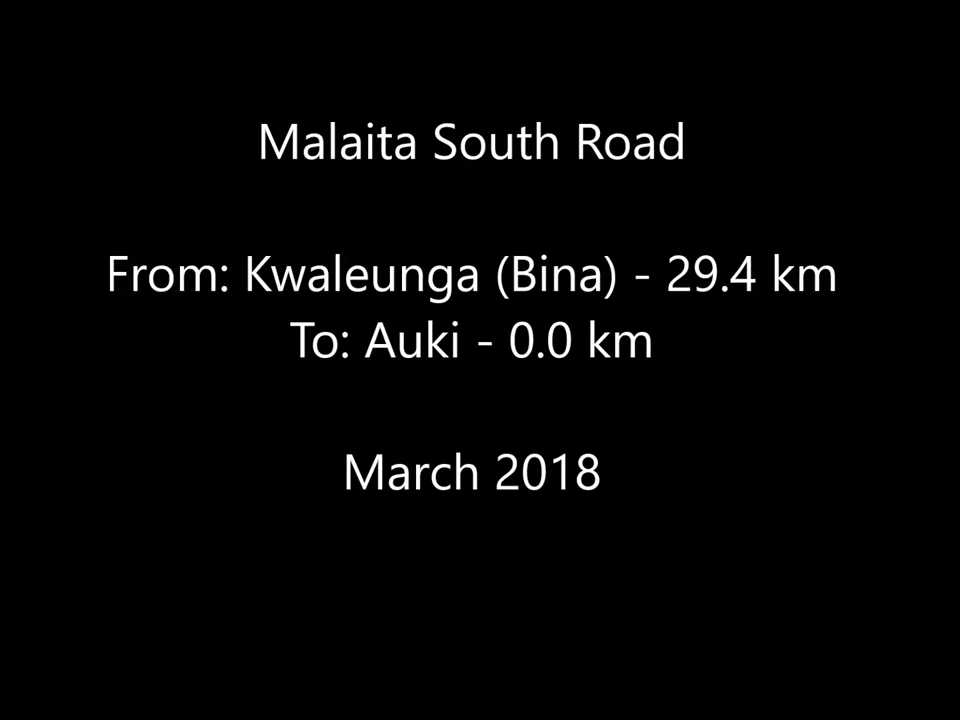 Malaita South Road
From: Kwaleunga (Bina) - 29.4 km
To: Auki - 0.0 km
March 2018